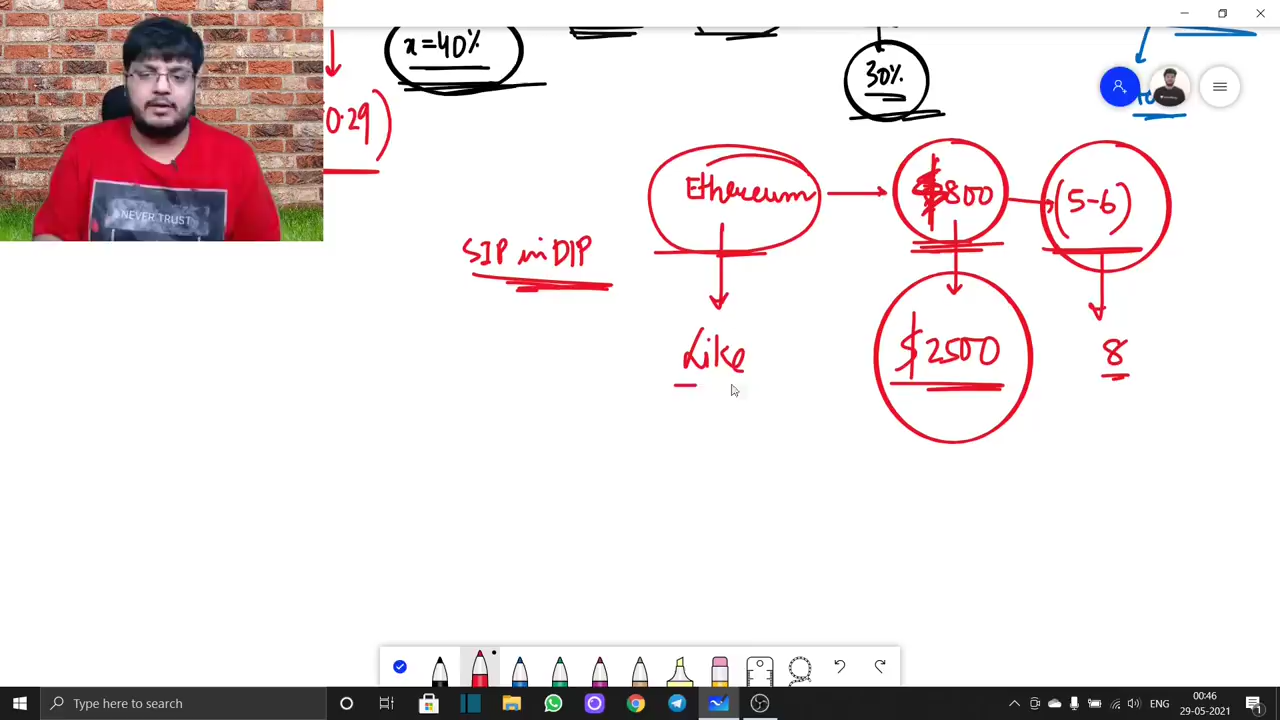 x=40%
30%
0.29)
NEVER TRUST
Ethereum
$800
(5-6)
SIP in DIP
Like
$2500
8
Type here to search
ENG
00:46
29-05-2021
1